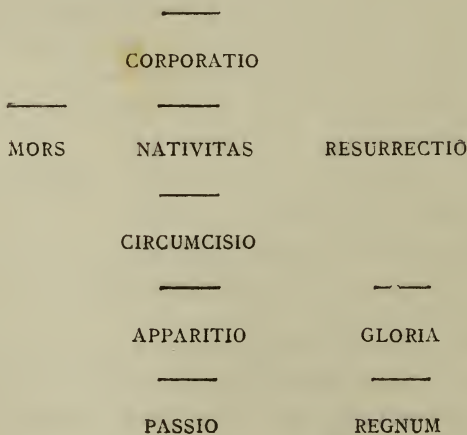 CORPORATIO
MORS NATIVITAS RESURRECTIO
CIRCUMCISIO
APPARITIO GLORIA
PASSIO REGNUM